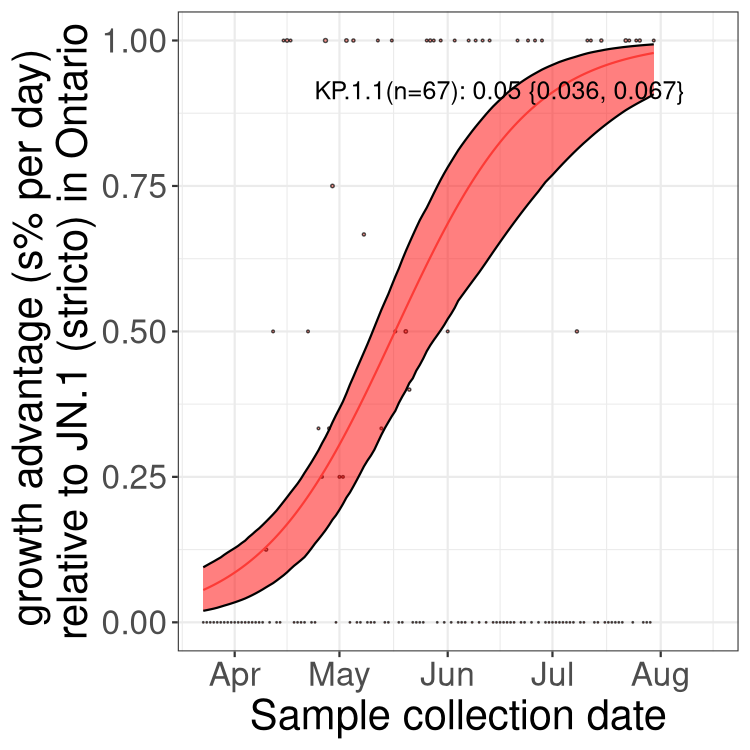 growth advantage (s% per day)
relative to JN.1 (stricto) in Ontario
1.00
0.75
0.50
0.25
0.00
KP.1.1(n=67): 0.05 {0.036, 0.067}
Apr May Jun Jul Aug
Sample collection date